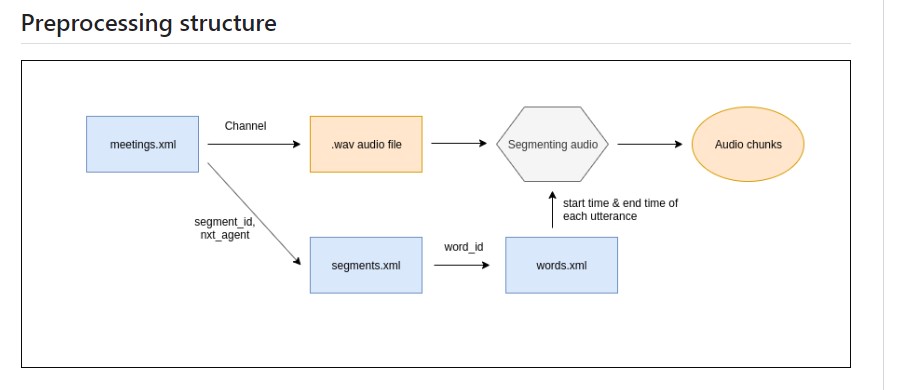 Preprocessing structure
Channel
meetings.xml
.wav audio file
Segmenting audio
Audio chunks
start time & end time of
each utterance
segment_id,
nxt_agent
word_id
segments.xml
words.xml